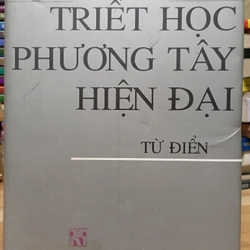 TRIẾT HỌC
PHƯƠNG TÂY
HIỆN ĐẠI
TỪ ĐIỂN